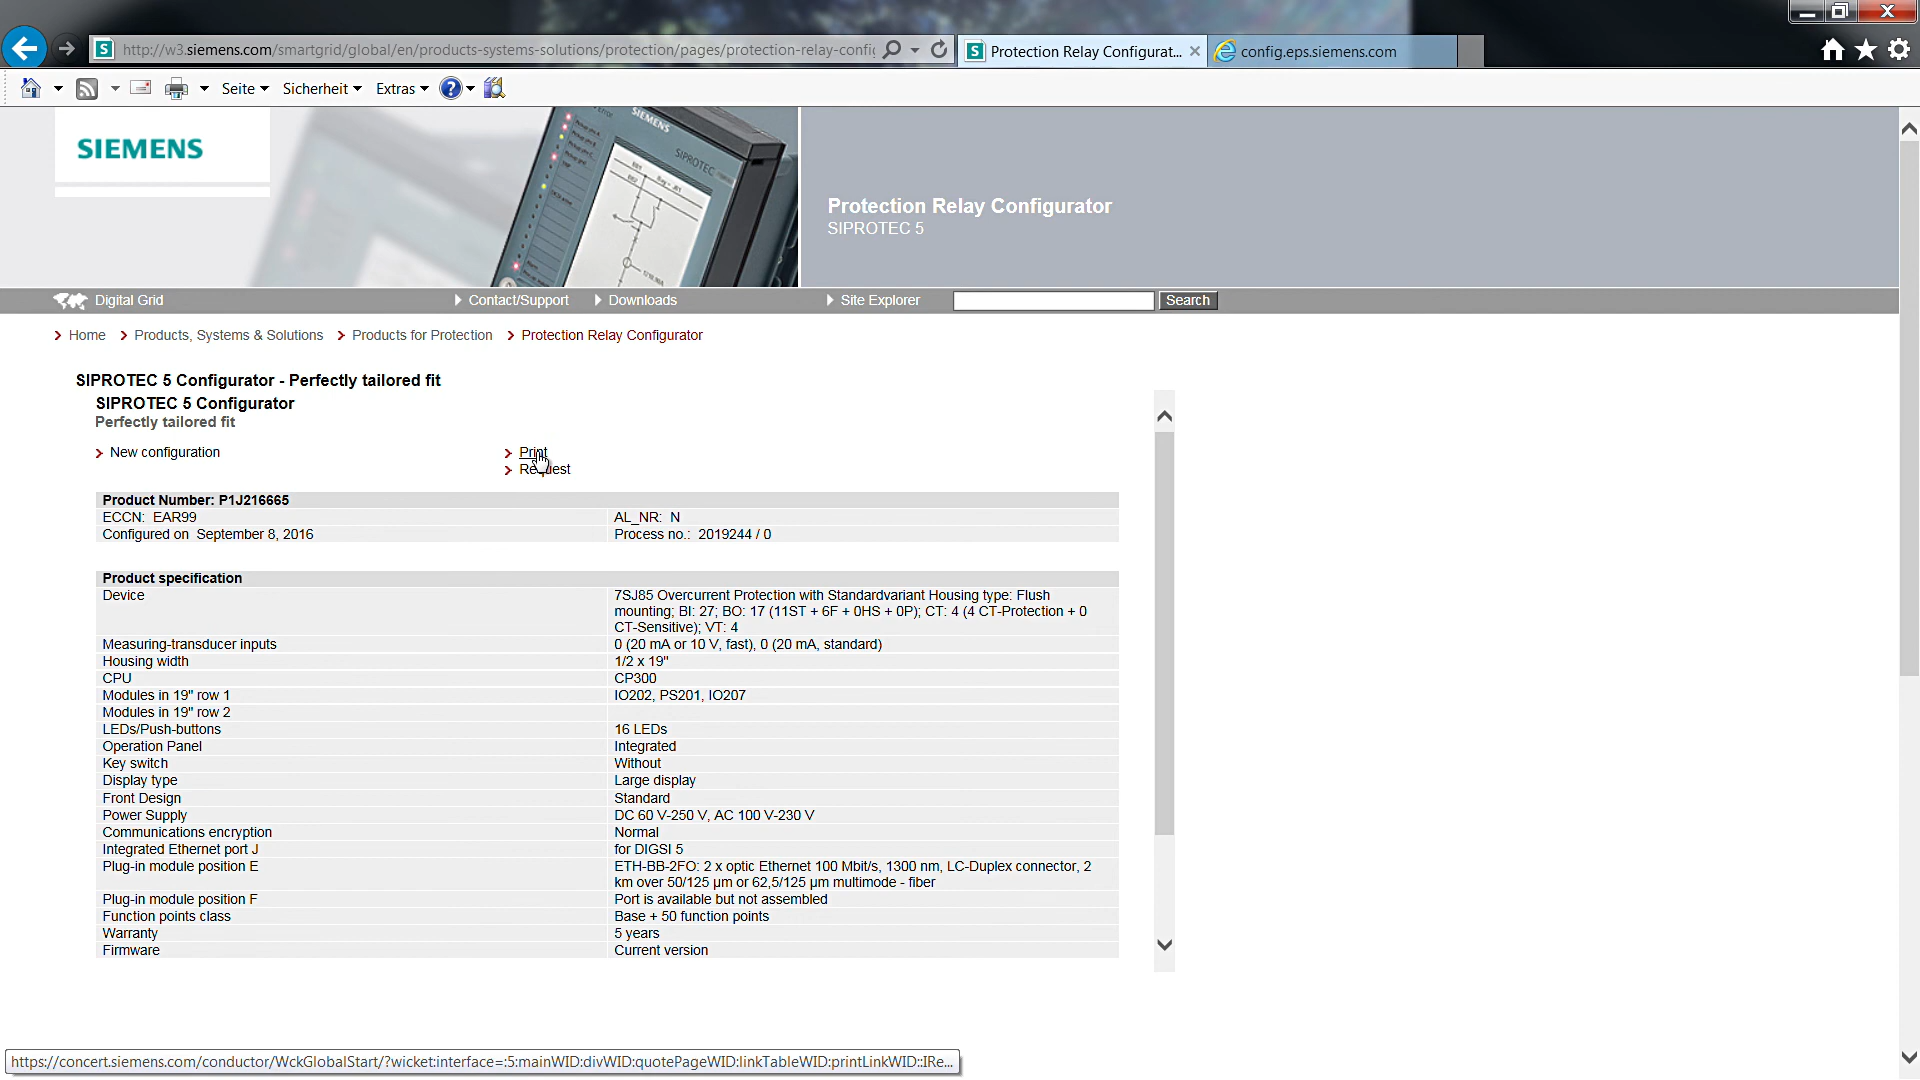 http://w3.siemens.com/smartgrid/global/en/products-systems-solutions/protection/pages/protection-relay-confi
Protection Relay Configurat...
config.eps.siemens.com
Seite
Sicherheit
Extras
SIEMENS
SIEMENS
SIPROTEC
Protection Relay Configurator
SIPROTEC 5
Digital Grid
Contact/Support
Downloads
Site Explorer
Search
Home
Products, Systems & Solutions
Products for Protection
Protection Relay Configurator
SIPROTEC 5 Configurator - Perfectly tailored fit
SIPROTEC 5 Configurator
Perfectly tailored fit
New configuration
Print
Request
Product Number: P1J216665
ECCN: EAR99
AL_NR: N
Configured on September 8, 2016
Process no.: 2019244 / 0
Product specification
Device
7SJ85 Overcurrent Protection with Standardvariant Housing type: Flush
mounting; BI: 27; BO: 17 (11ST + 6F + 0HS + 0P); CT: 4 (4 CT-Protection + 0
CT-Sensitive); VT: 4
Measuring-transducer inputs
0 (20 mA or 10 V, fast), 0 (20 mA, standard)
Housing width
1/2 x 19"
CPU
CP300
Modules in 19" row 1
IO202, PS201, IO207
Modules in 19" row 2
LEDs/Push-buttons
16 LEDs
Operation Panel
Integrated
Key switch
Without
Display type
Large display
Front Design
Standard
Power Supply
DC 60 V-250 V, AC 100 V-230 V
Communications encryption
Normal
Integrated Ethernet port J
for DIGSI 5
Plug-in module position E
ETH-BB-2FO: 2 x optic Ethernet 100 Mbit/s, 1300 nm, LC-Duplex connector, 2
km over 50/125 µm or 62,5/125 µm multimode - fiber
Plug-in module position F
Port is available but not assembled
Function points class
Base + 50 function points
Warranty
5 years
Firmware
Current version
https://concert.siemens.com/conductor/WckGlobalStart/?wicket:interface=:5:mainWID:divWID:quotePageWID:linkTableWID:printLinkWID::IRe...